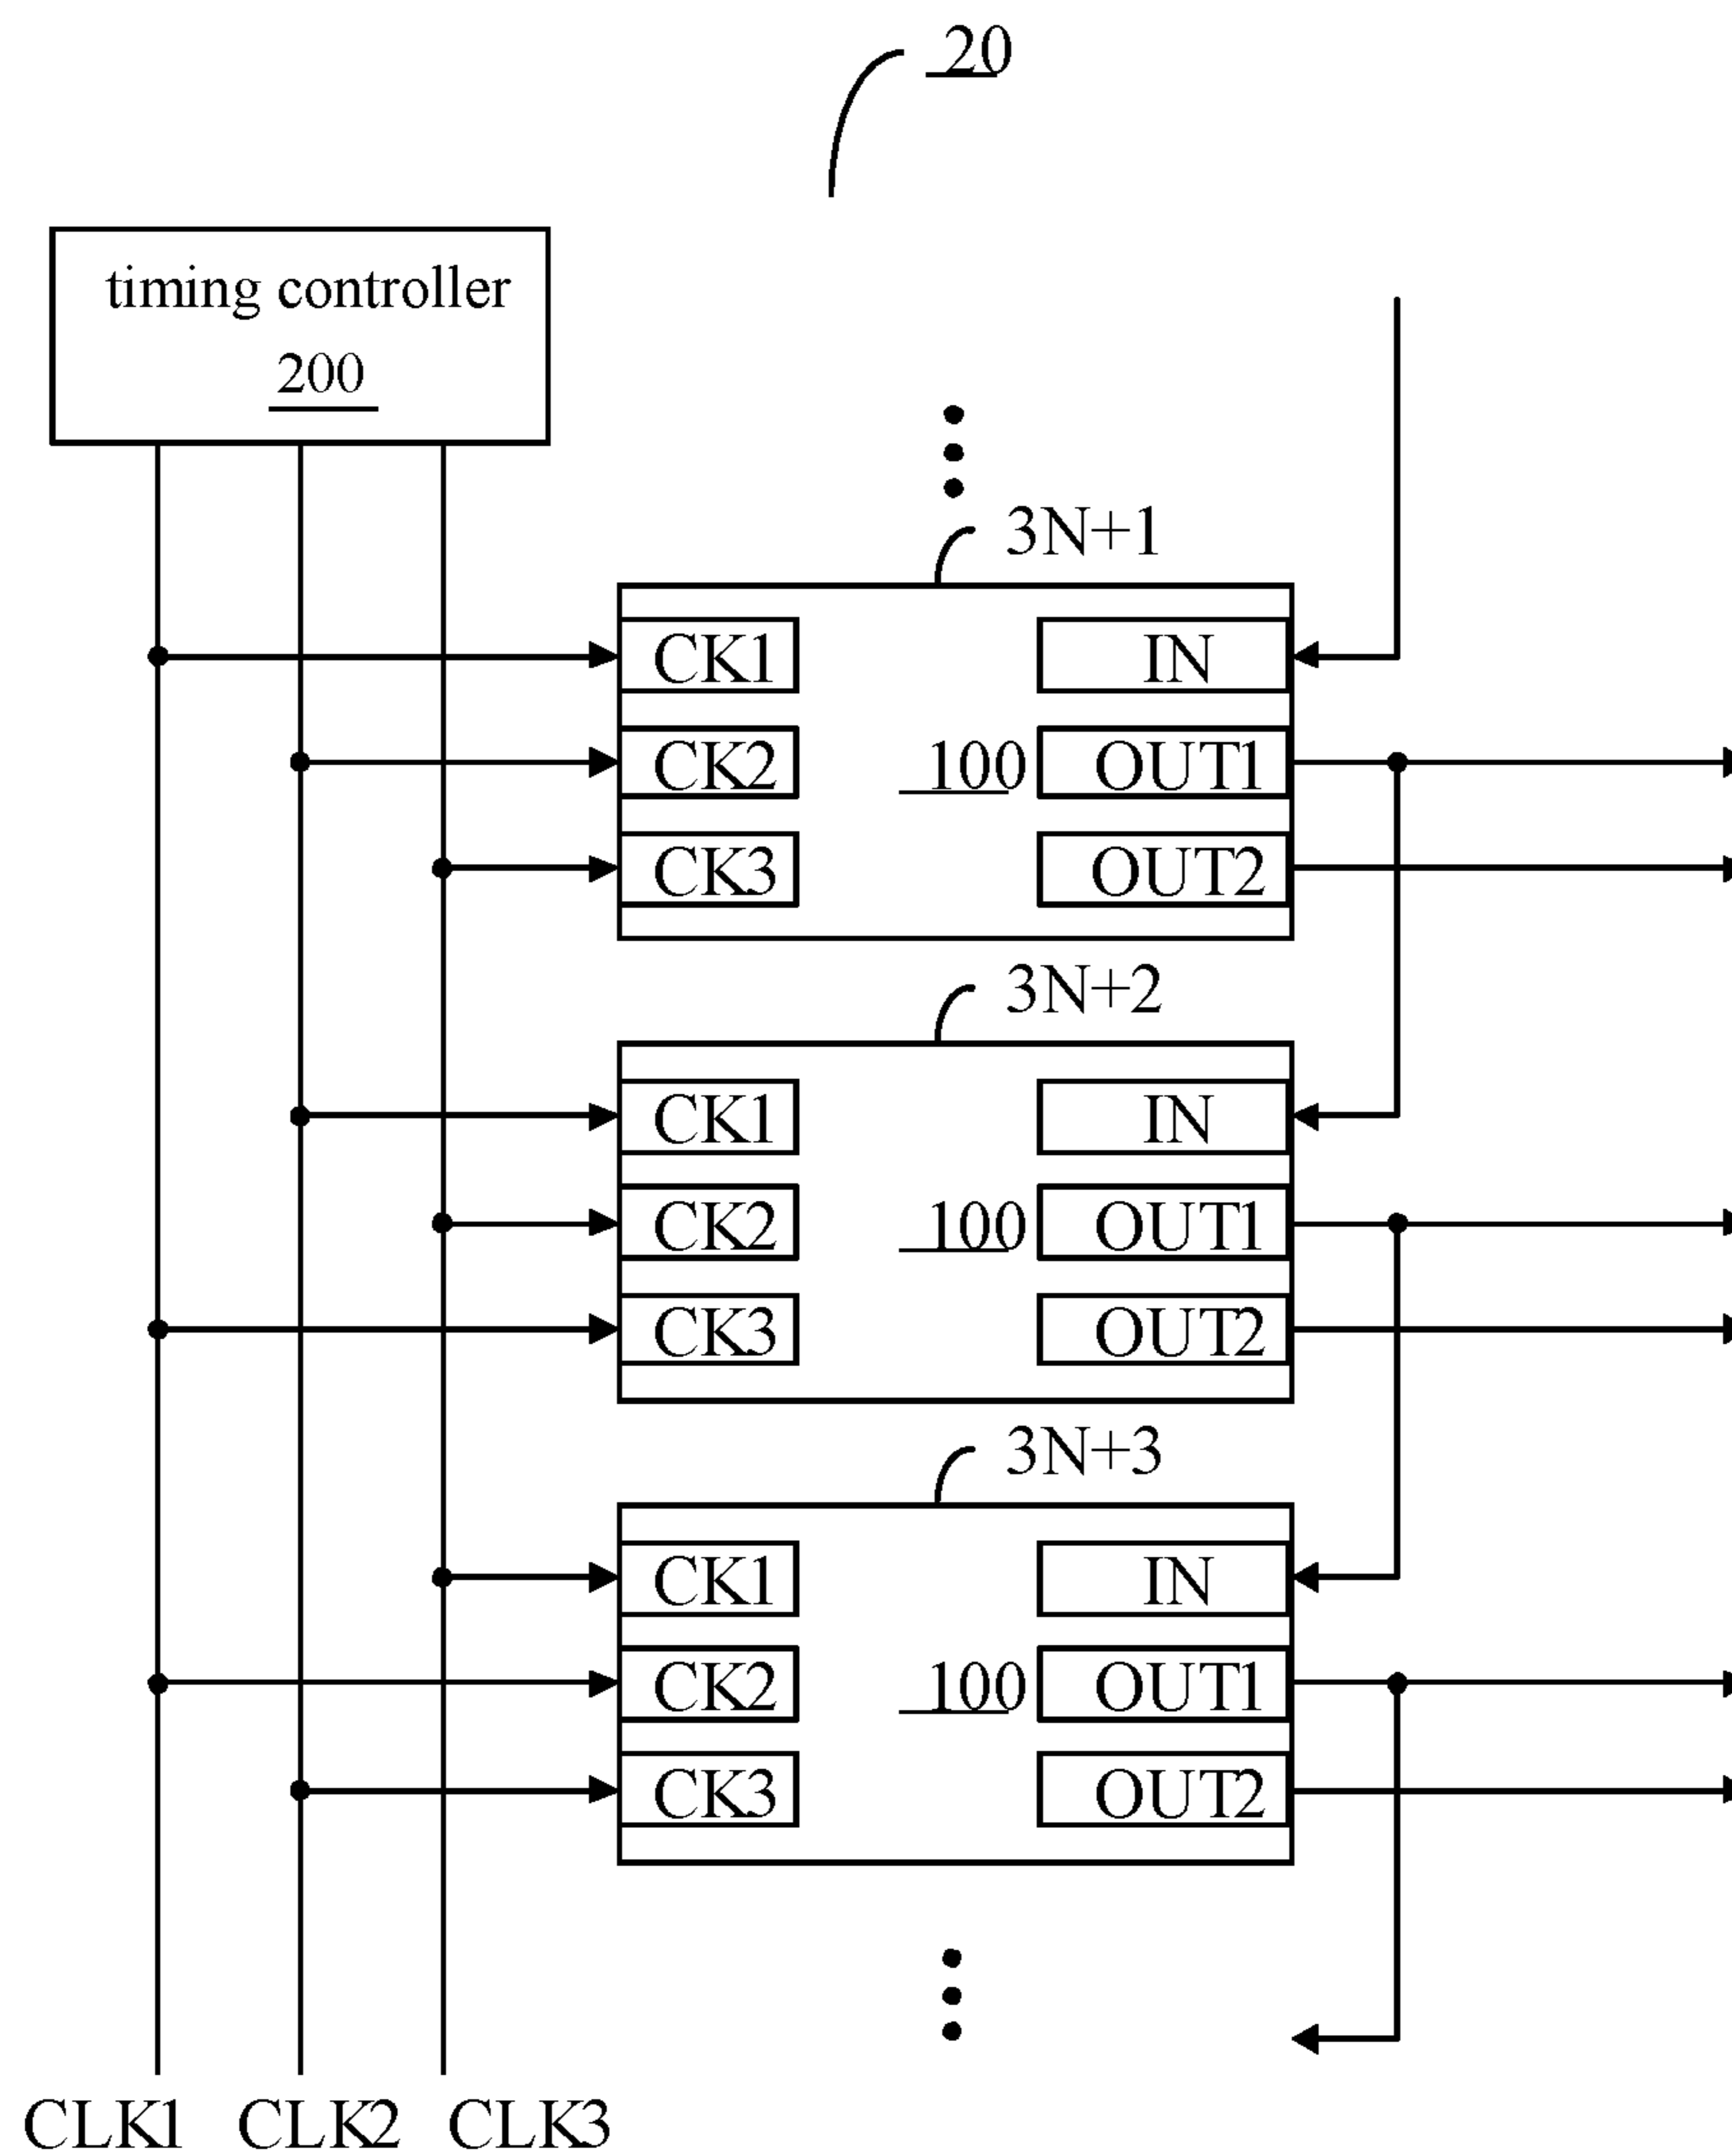 20
timing controller
200
3N+1
CK1 IN
CK2 100 OUT1
CK3 OUT2
3N+2
CK1 IN
CK2 100 OUT1
CK3 OUT2
3N+3
CK1 IN
CK2 100 OUT1
CK3 OUT2
CLK1 CLK2 CLK3